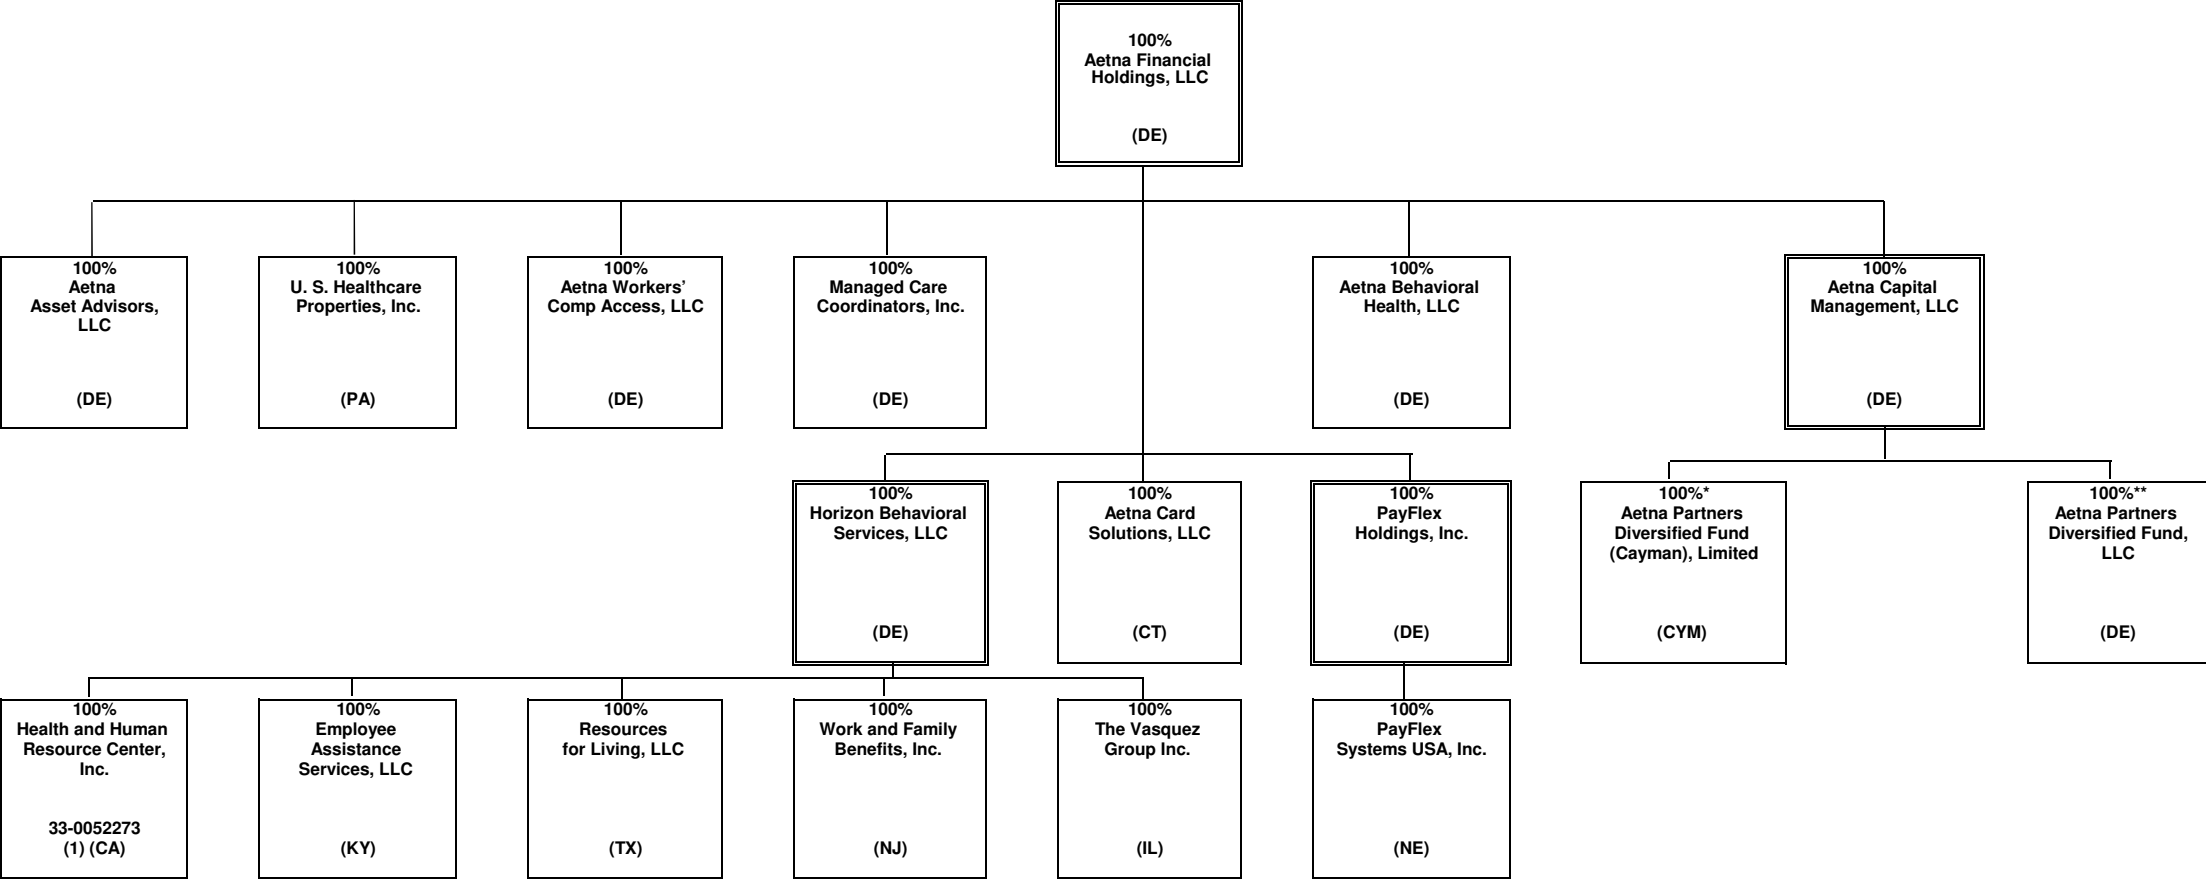 100%
Aetna Financial
Holdings, LLC
(DE)
100%
Aetna
Asset Advisors,
LLC
(DE)
100%
U. S. Healthcare
Properties, Inc.
(PA)
100%
Aetna Workers’
Comp Access, LLC
(DE)
100%
Managed Care
Coordinators, Inc.
(DE)
100%
Aetna Behavioral
Health, LLC
(DE)
100%
Aetna Capital
Management, LLC
(DE)
100%
Horizon Behavioral
Services, LLC
(DE)
100%
Aetna Card
Solutions, LLC
(CT)
100%
PayFlex
Holdings, Inc.
(DE)
100%*
Aetna Partners
Diversified Fund
(Cayman), Limited
(CYM)
100%**
Aetna Partners
Diversified Fund,
LLC
(DE)
100%
Health and Human
Resource Center,
Inc.
33-0052273
(1) (CA)
100%
Employee
Assistance
Services, LLC
(KY)
100%
Resources
for Living, LLC
(TX)
100%
Work and Family
Benefits, Inc.
(NJ)
100%
The Vasquez
Group Inc.
(IL)
100%
PayFlex
Systems USA, Inc.
(NE)